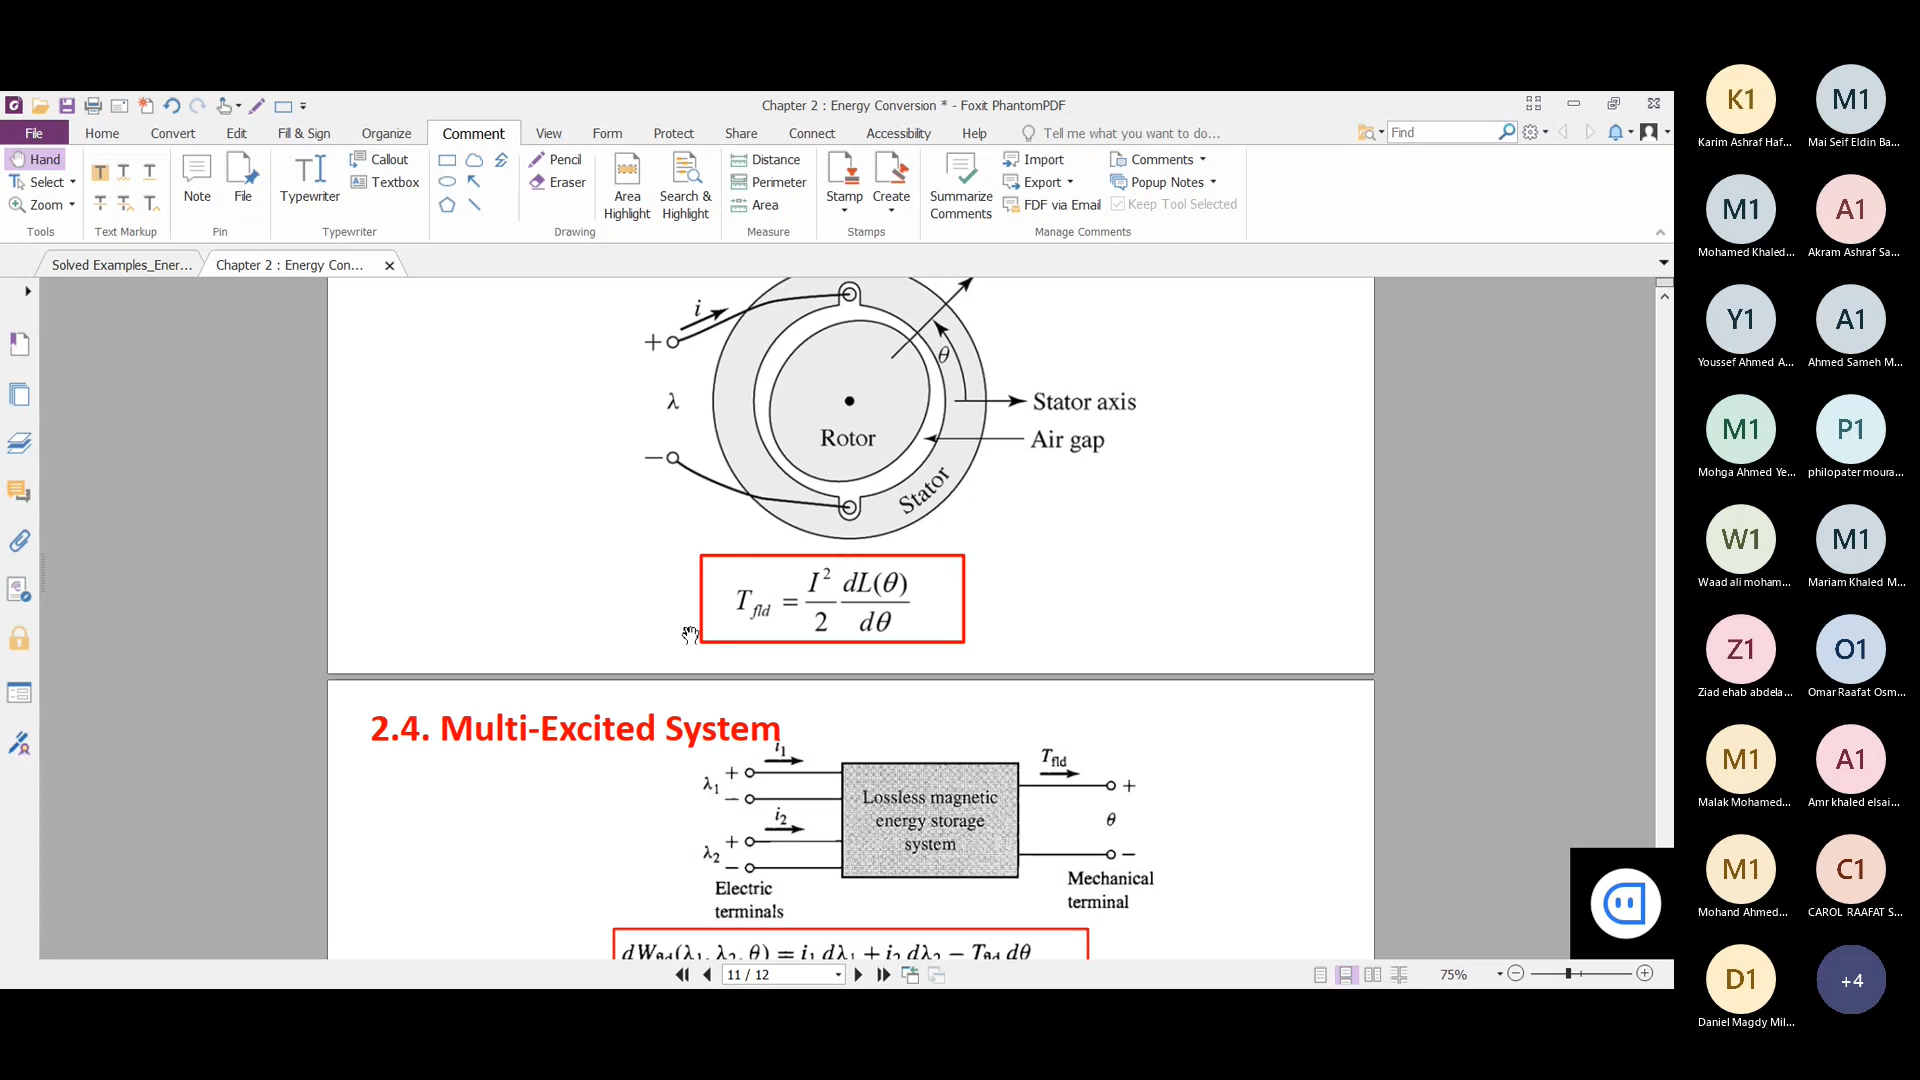 Chapter 2 : Energy Conversion * - Foxit PhantomPDF
File Home Convert Edit Fill & Sign Organize Comment View Form Protect Share Connect Accessibility Help Tell me what you want to do... Find
Hand
Select
Zoom
Tools
Text Markup
Note
File
Pin
Typewriter
Callout
Textbox
Typewriter
Pencil
Eraser
Area Highlight
Search & Highlight
Drawing
Distance
Perimeter
Area
Measure
Stamp
Create
Stamps
Summarize Comments
Import
Export
FDF via Email
Comments
Popup Notes
Keep Tool Selected
Manage Comments
Solved Examples_Ener...
Chapter 2 : Energy Con...
i
+
λ
−
θ
Rotor
Stator
Stator axis
Air gap
T_fld = I²/2 dL(θ)/dθ
2.4. Multi-Excited System
i₁
+
λ₁
−
i₂
+
λ₂
−
Electric
terminals
Lossless magnetic
energy storage
system
T_fld
+
θ
−
Mechanical
terminal
dW_fld(λ₁, λ₂, θ) = i₁ dλ₁ + i₂ dλ₂ − T_fld dθ
11 / 12
75%
K1
Karim Ashraf Haf...
M1
Mai Seif Eldin Ba...
M1
Mohamed Khaled...
A1
Akram Ashraf Sa...
Y1
Youssef Ahmed A...
A1
Ahmed Sameh M...
M1
Mohga Ahmed Ye...
P1
philopater moura...
W1
Waad ali moham...
M1
Mariam Khaled M...
Z1
Ziad ehab abdela...
O1
Omar Raafat Osm...
M1
Malak Mohamed...
A1
Amr khaled elsai...
M1
Mohand Ahmed...
C1
CAROL RAAFAT S...
D1
Daniel Magdy Mil...
+4